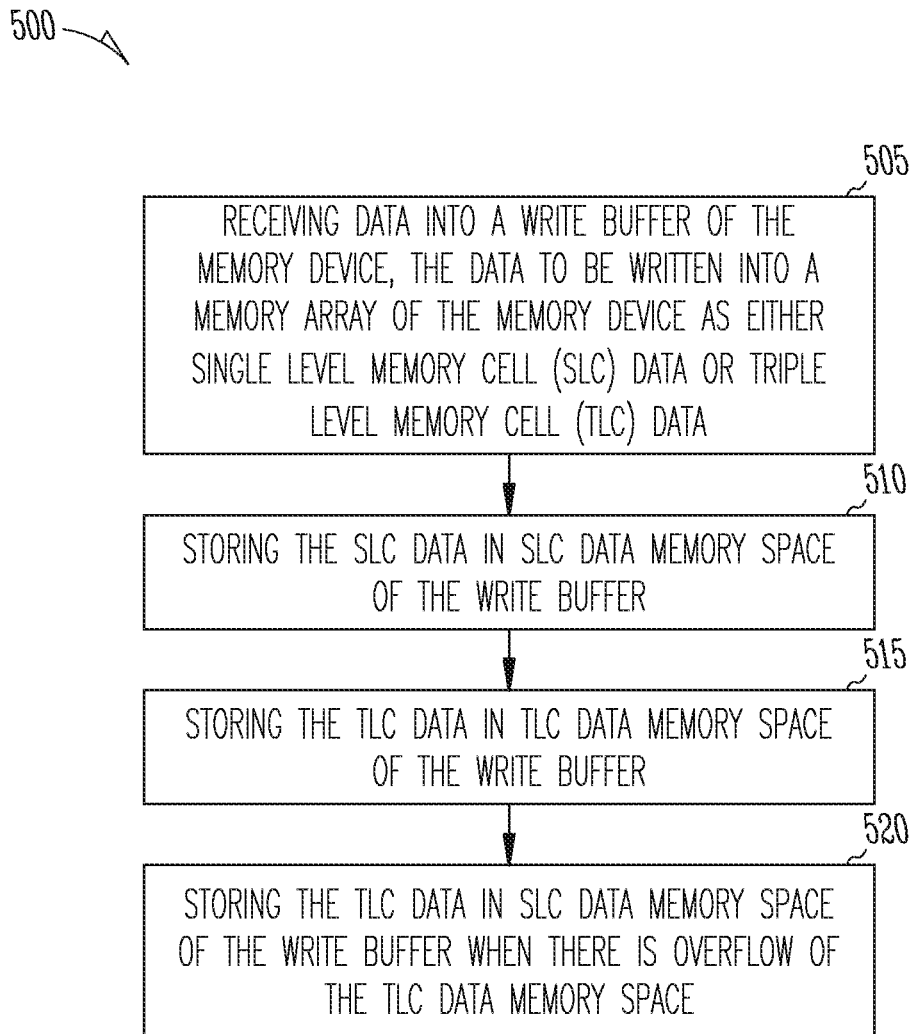 500
505
RECEIVING DATA INTO A WRITE BUFFER OF THE
MEMORY DEVICE, THE DATA TO BE WRITTEN INTO A
MEMORY ARRAY OF THE MEMORY DEVICE AS EITHER
SINGLE LEVEL MEMORY CELL (SLC) DATA OR TRIPLE
LEVEL MEMORY CELL (TLC) DATA
510
STORING THE SLC DATA IN SLC DATA MEMORY SPACE
OF THE WRITE BUFFER
515
STORING THE TLC DATA IN TLC DATA MEMORY SPACE
OF THE WRITE BUFFER
520
STORING THE TLC DATA IN SLC DATA MEMORY SPACE
OF THE WRITE BUFFER WHEN THERE IS OVERFLOW OF
THE TLC DATA MEMORY SPACE